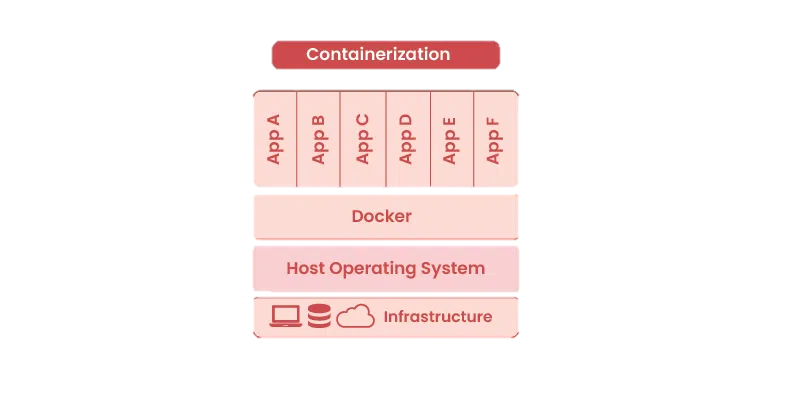 Containerization
App A
App B
App C
App D
App E
App F
Docker
Host Operating System
Infrastructure